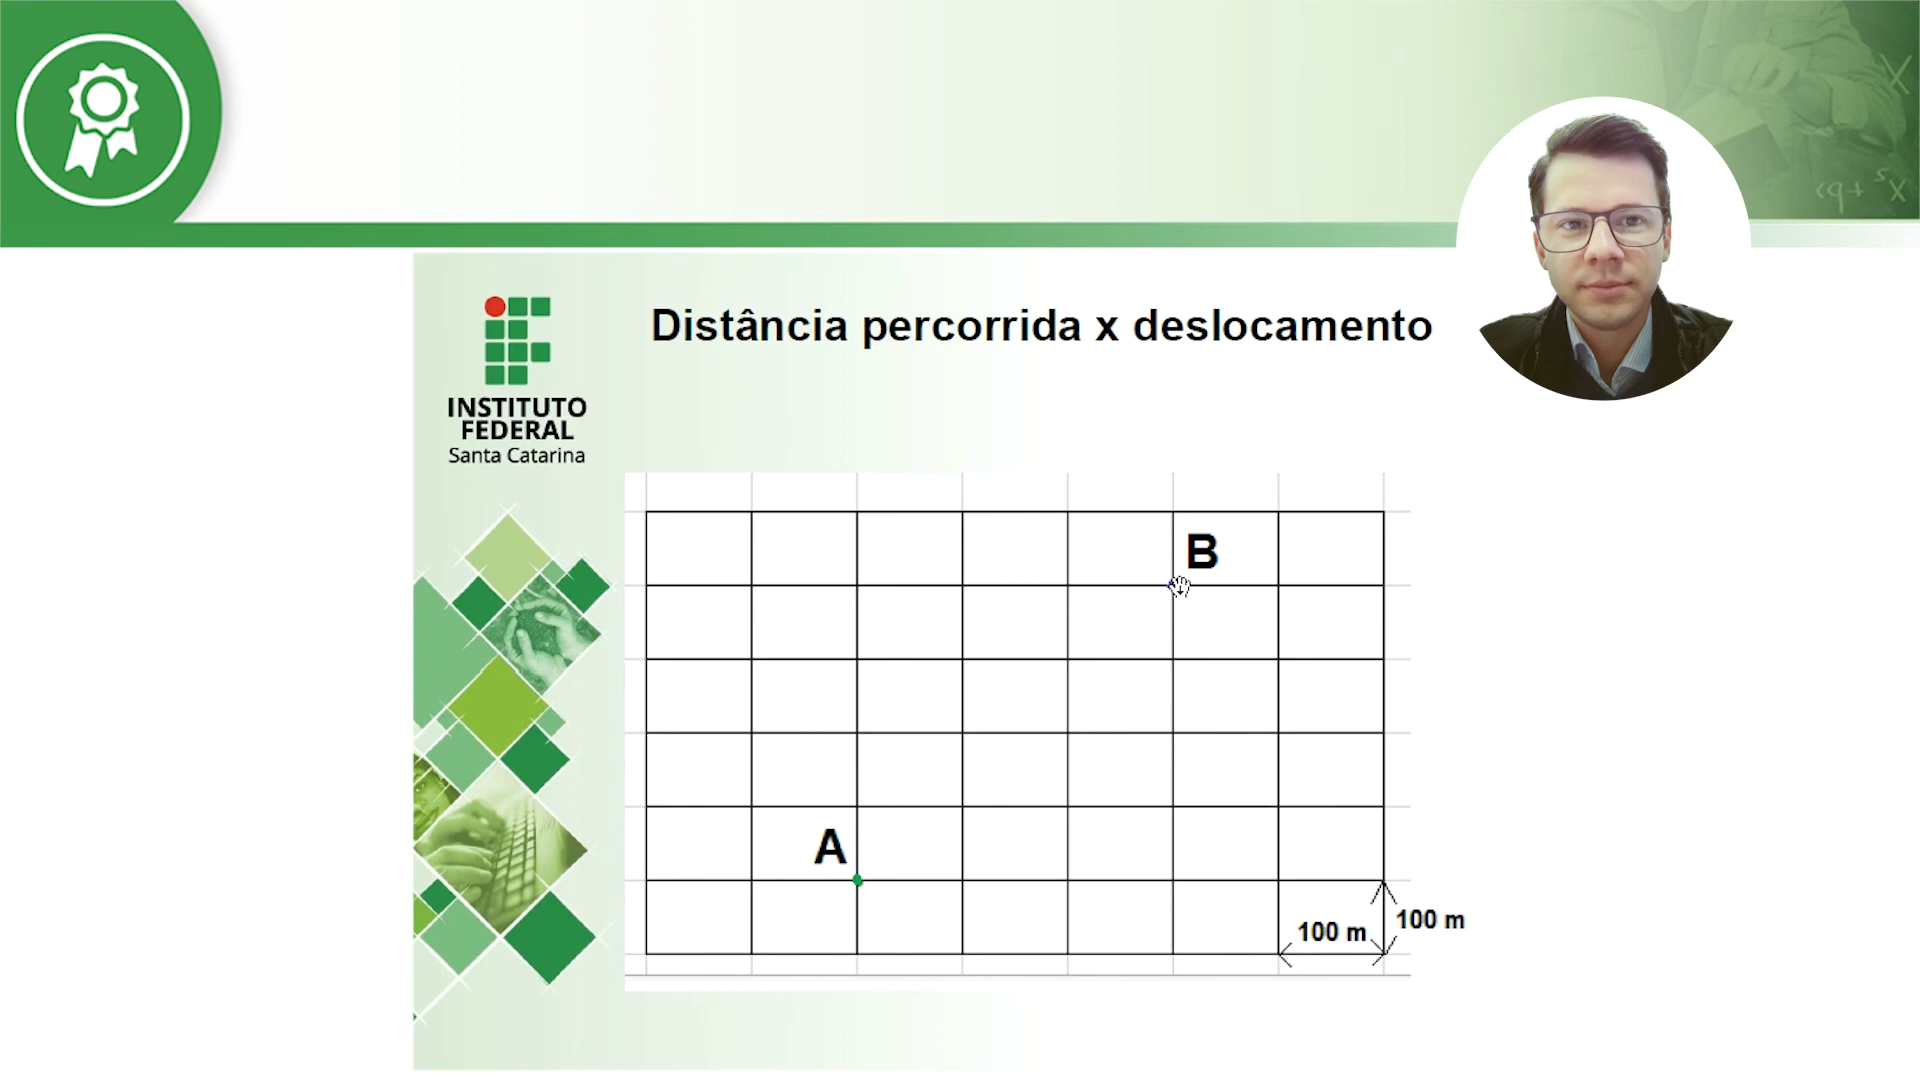 Distância percorrida x deslocamento
INSTITUTO
FEDERAL
Santa Catarina
B
A
100 m
100 m